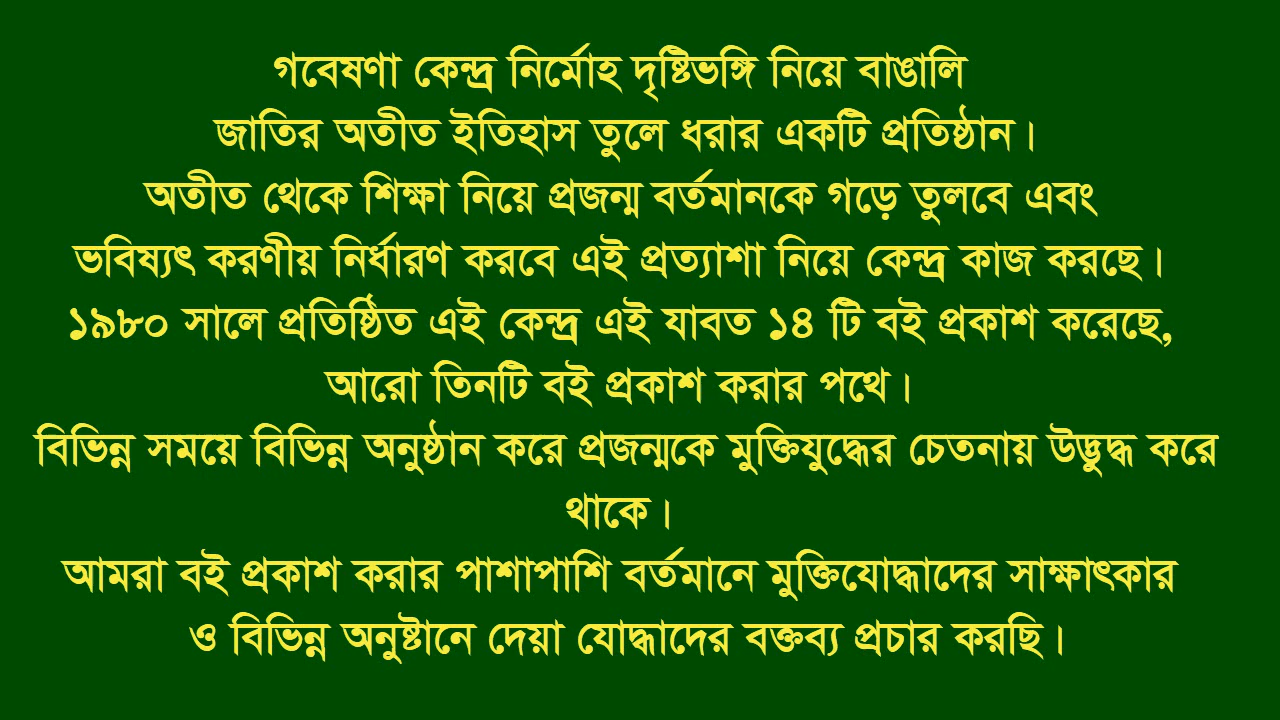 গবেষণা কেন্দ্র নির্মোহ দৃষ্টিভঙ্গি নিয়ে বাঙালি
জাতির অতীত ইতিহাস তুলে ধরার একটি প্রতিষ্ঠান।
অতীত থেকে শিক্ষা নিয়ে প্রজন্ম বর্তমানকে গড়ে তুলবে এবং
ভবিষ্যৎ করণীয় নির্ধারণ করবে এই প্রত্যাশা নিয়ে কেন্দ্র কাজ করছে।
১৯৮০ সালে প্রতিষ্ঠিত এই কেন্দ্র এই যাবত ১৪ টি বই প্রকাশ করেছে,
আরো তিনটি বই প্রকাশ করার পথে।
বিভিন্ন সময়ে বিভিন্ন অনুষ্ঠান করে প্রজন্মকে মুক্তিযুদ্ধের চেতনায় উদ্ভুদ্ধ করে
থাকে।
আমরা বই প্রকাশ করার পাশাপাশি বর্তমানে মুক্তিযোদ্ধাদের সাক্ষাৎকার
ও বিভিন্ন অনুষ্টানে দেয়া যোদ্ধাদের বক্তব্য প্রচার করছি।